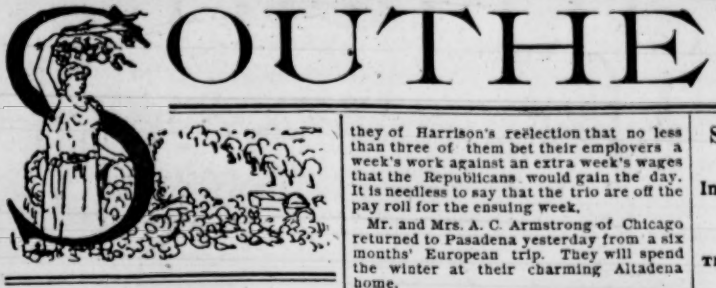 SOUTHE
they of Harrison's reëlection that no less
than three of them bet their employers a
week's work against an extra week's wages
that the Republicans would gain the day.
It is needless to say that the trio are off the
pay roll for the ensuing week.
Mr. and Mrs. A. C. Armstrong of Chicago
returned to Pasadena yesterday from a six
months' European trip. They will spend
the winter at their charming Altadena
home.
S
In